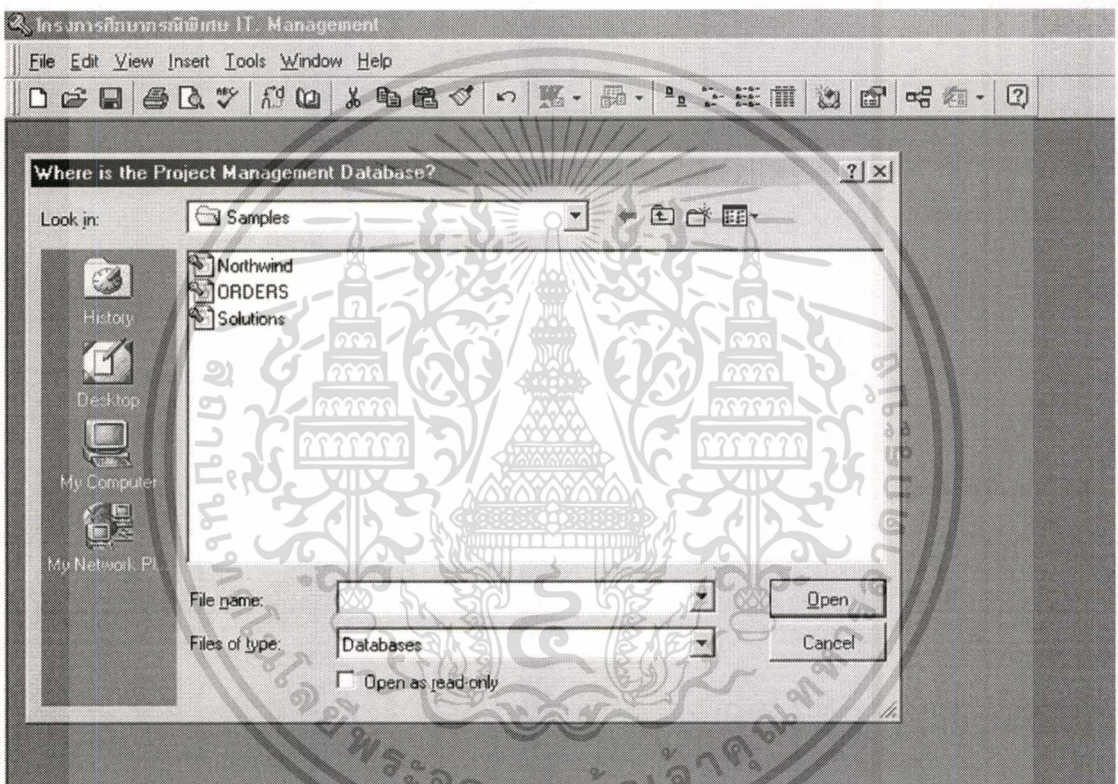 โครงการศึกษากรณีพิเศษ IT. Management
File Edit View Insert Tools Window Help
Where is the Project Management Database?
Look in:
Samples
History
Desktop
My Computer
My Network Pl...
Northwind
ORDERS
Solutions
File name:
Open
Files of type:
Databases
Cancel
Open as read-only